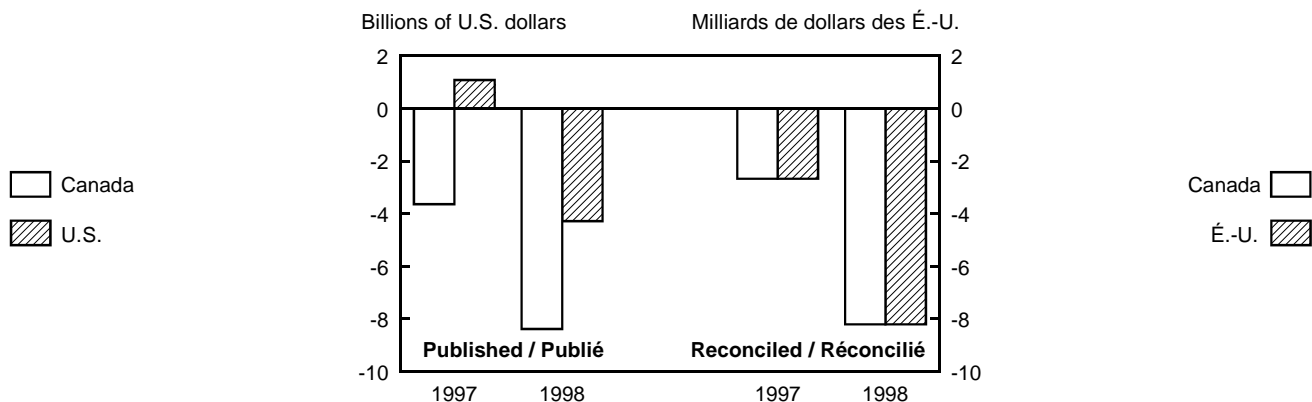 Billions of U.S. dollars Milliards de dollars des É.-U.
2 2
0 0
-2 -2
Canada Canada
-4 -4
U.S. É.-U.
-6 -6
-8 -8
Published / Publié Reconciled / Réconcilié
-10 -10
1997 1998 1997 1998